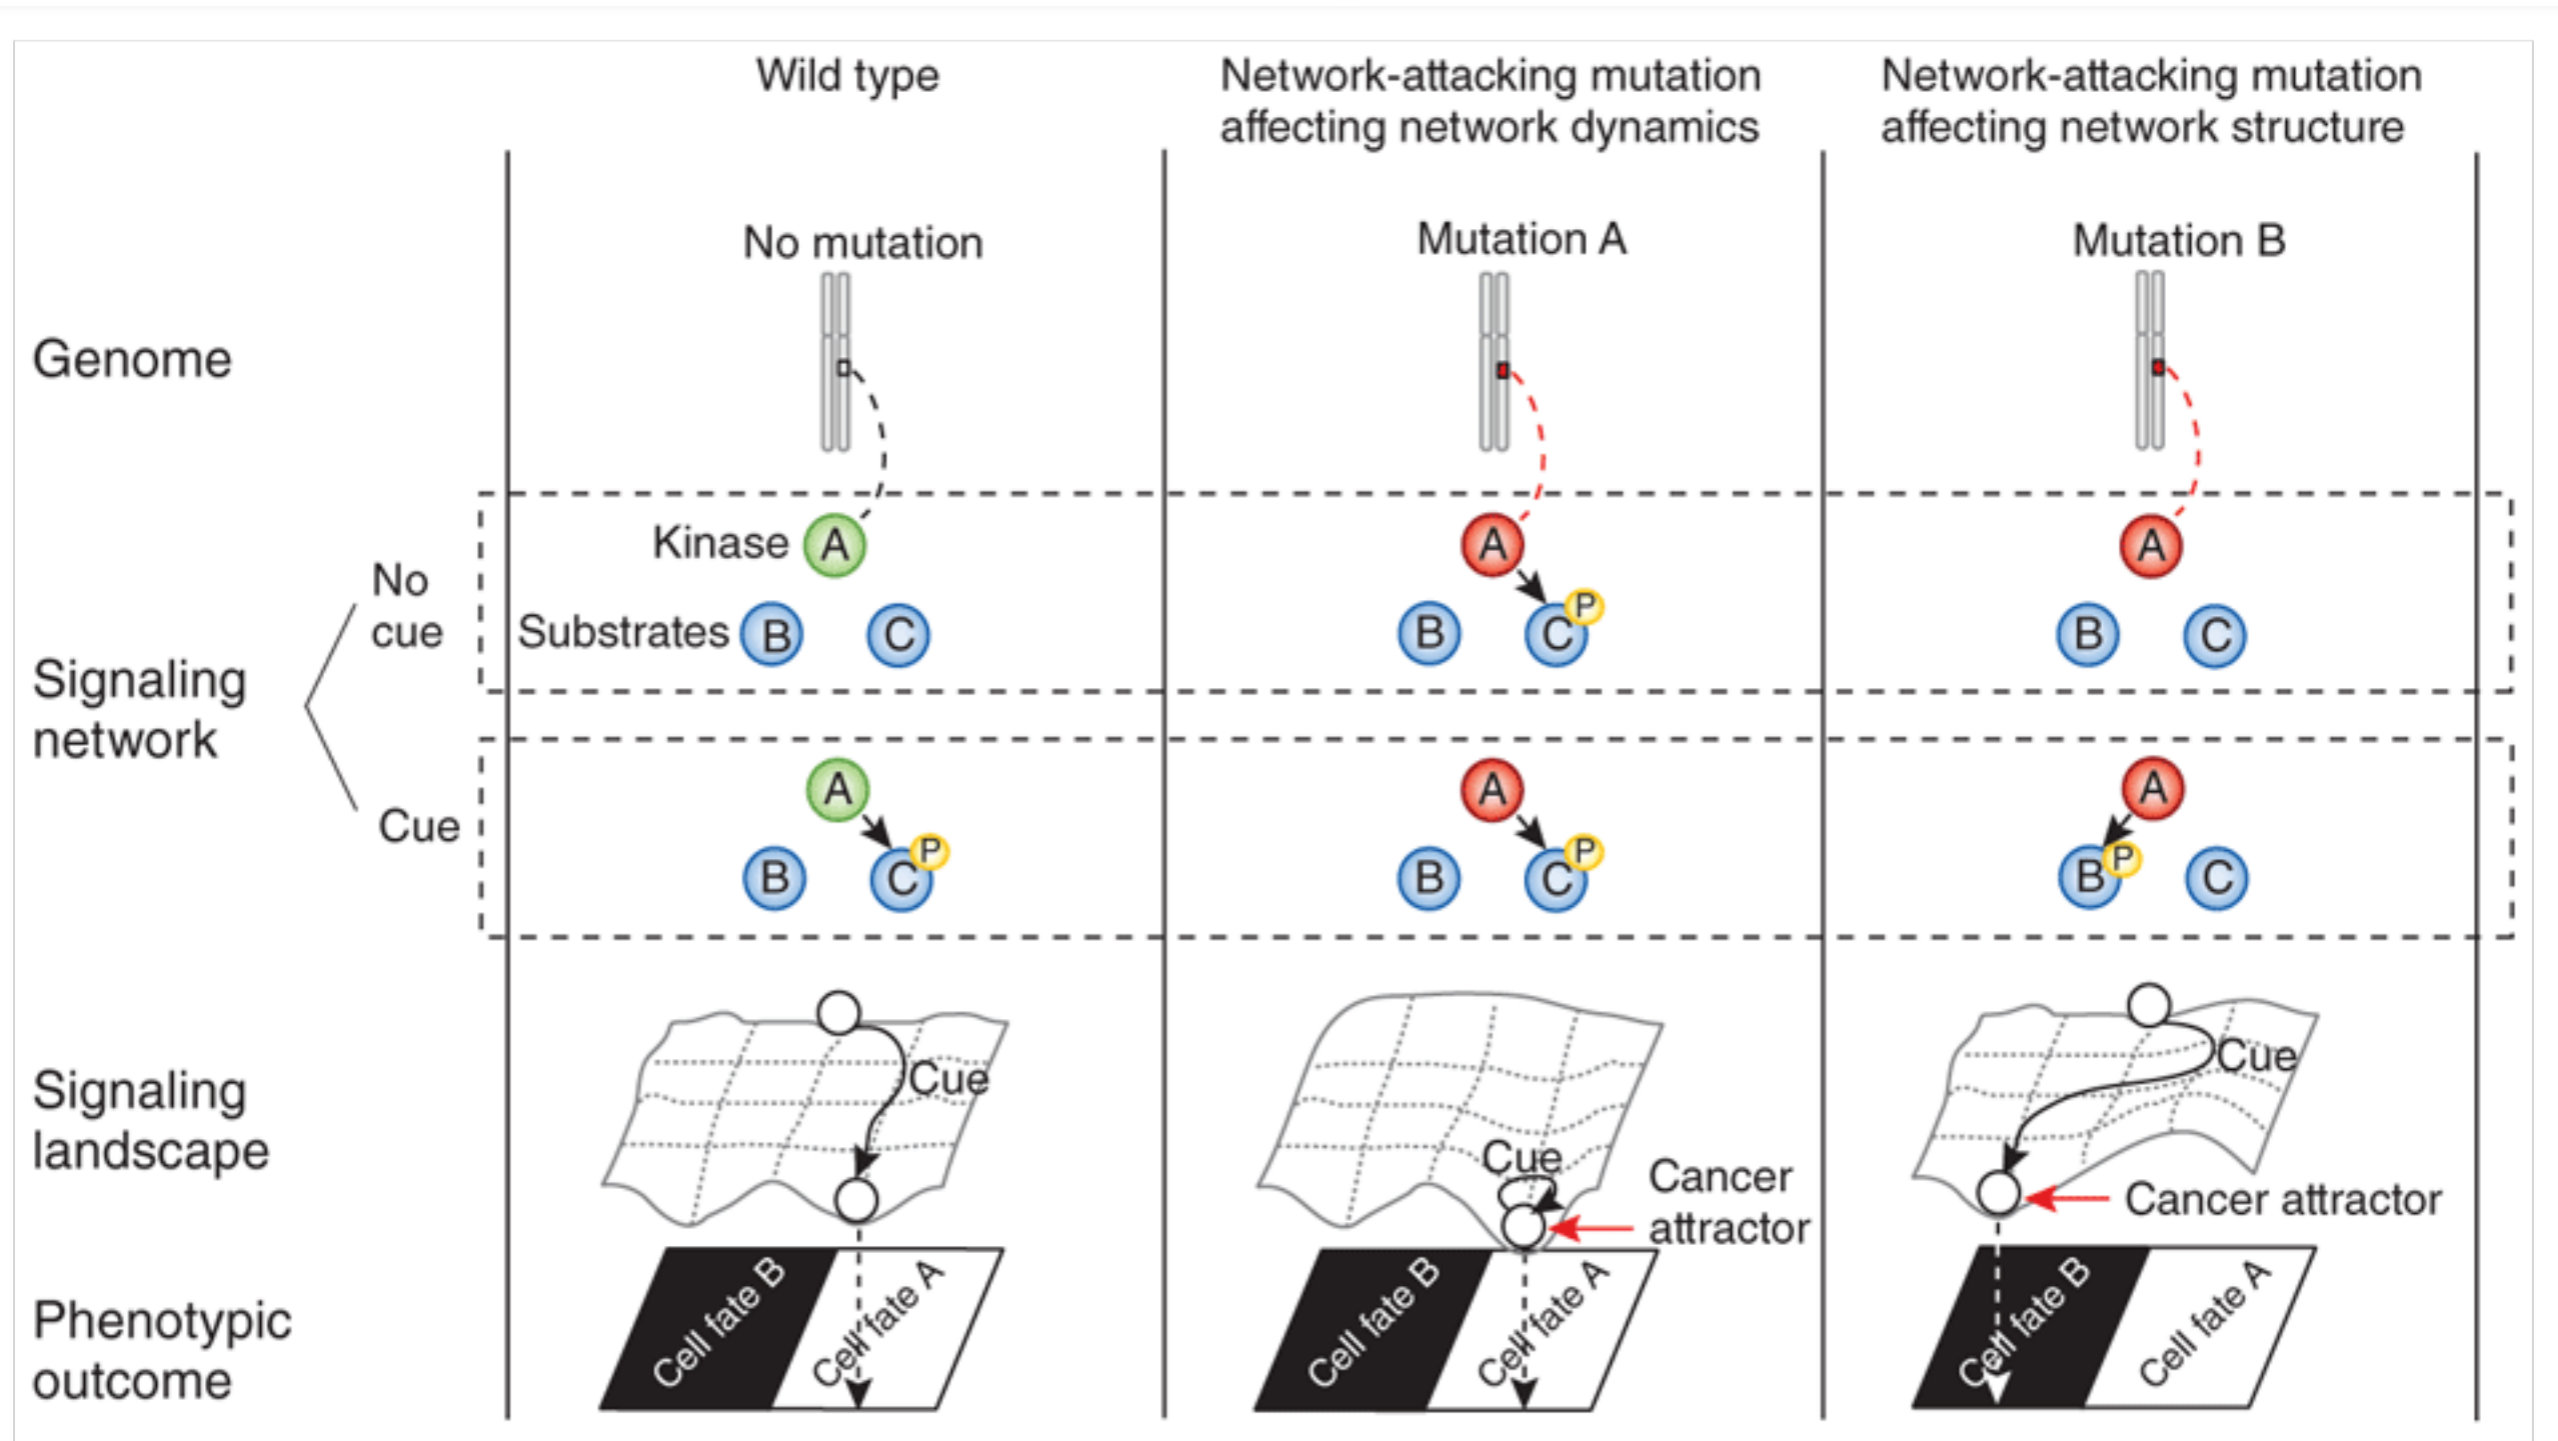 Wild type
Network-attacking mutation
affecting network dynamics
Network-attacking mutation
affecting network structure
Genome
No mutation
Mutation A
Mutation B
Signaling
network
No
cue
Kinase
A
Substrates
B
C
A
B
C
P
A
B
C
Cue
A
B
C
P
A
B
C
P
A
B
P
C
Signaling
landscape
Cue
Cue
Cancer
attractor
Cue
Cancer attractor
Phenotypic
outcome
Cell fate B
Cell fate A
Cell fate B
Cell fate A
Cell fate B
Cell fate A